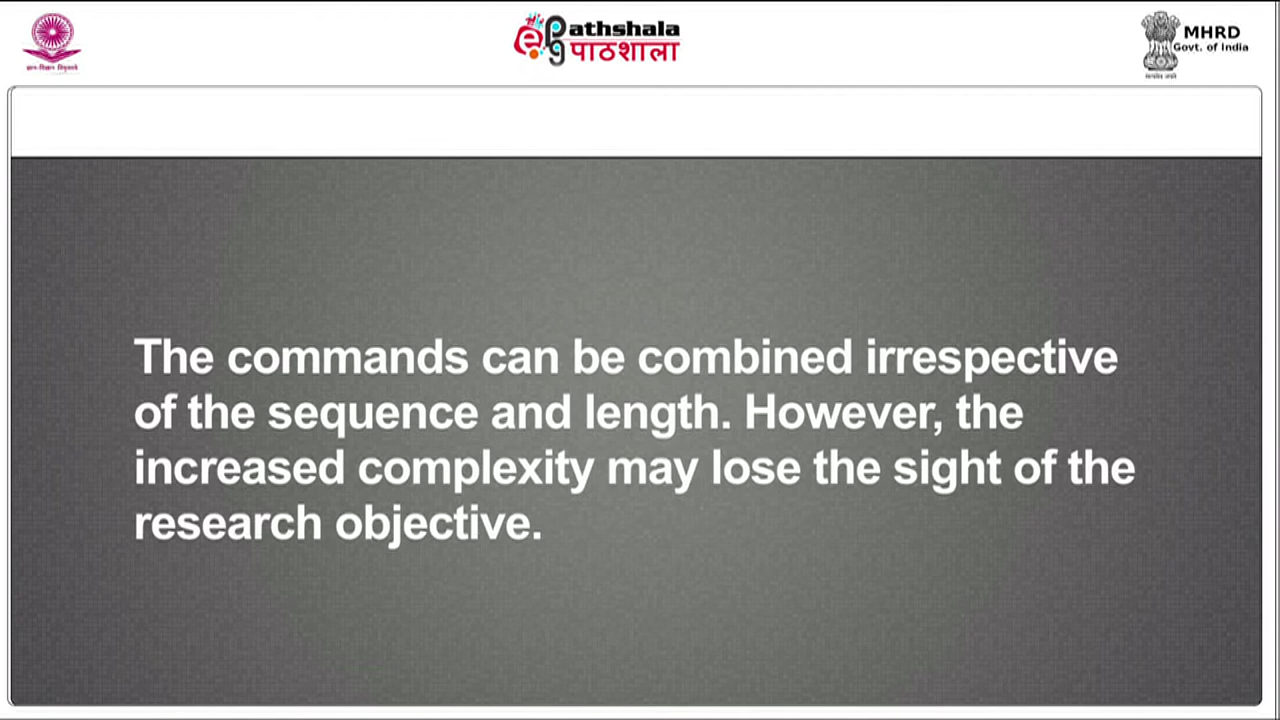 ePG athshala
पाठशाला
MHRD
Govt. of India
The commands can be combined irrespective
of the sequence and length. However, the
increased complexity may lose the sight of the
research objective.